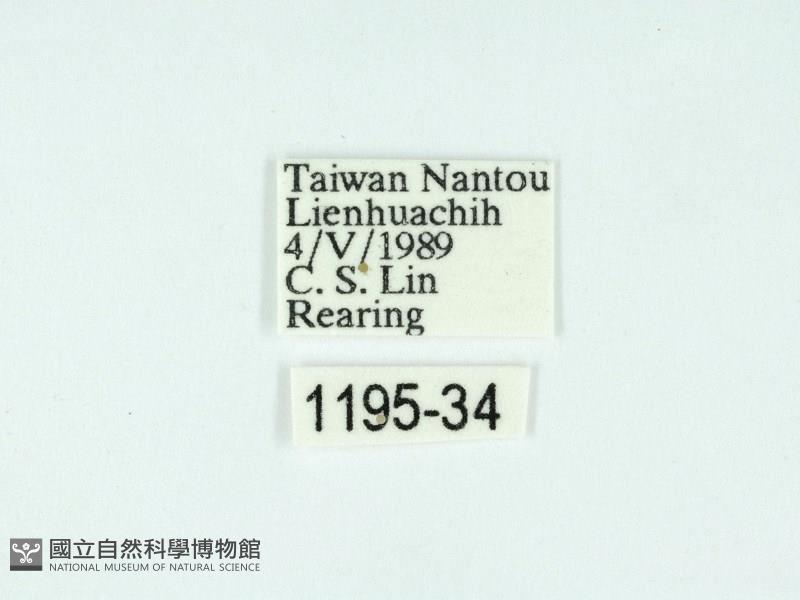 Taiwan Nantou
Lienhuachih
4/V/1989
C. S. Lin
Rearing
1195-34
國立自然科學博物館
NATIONAL MUSEUM OF NATURAL SCIENCE